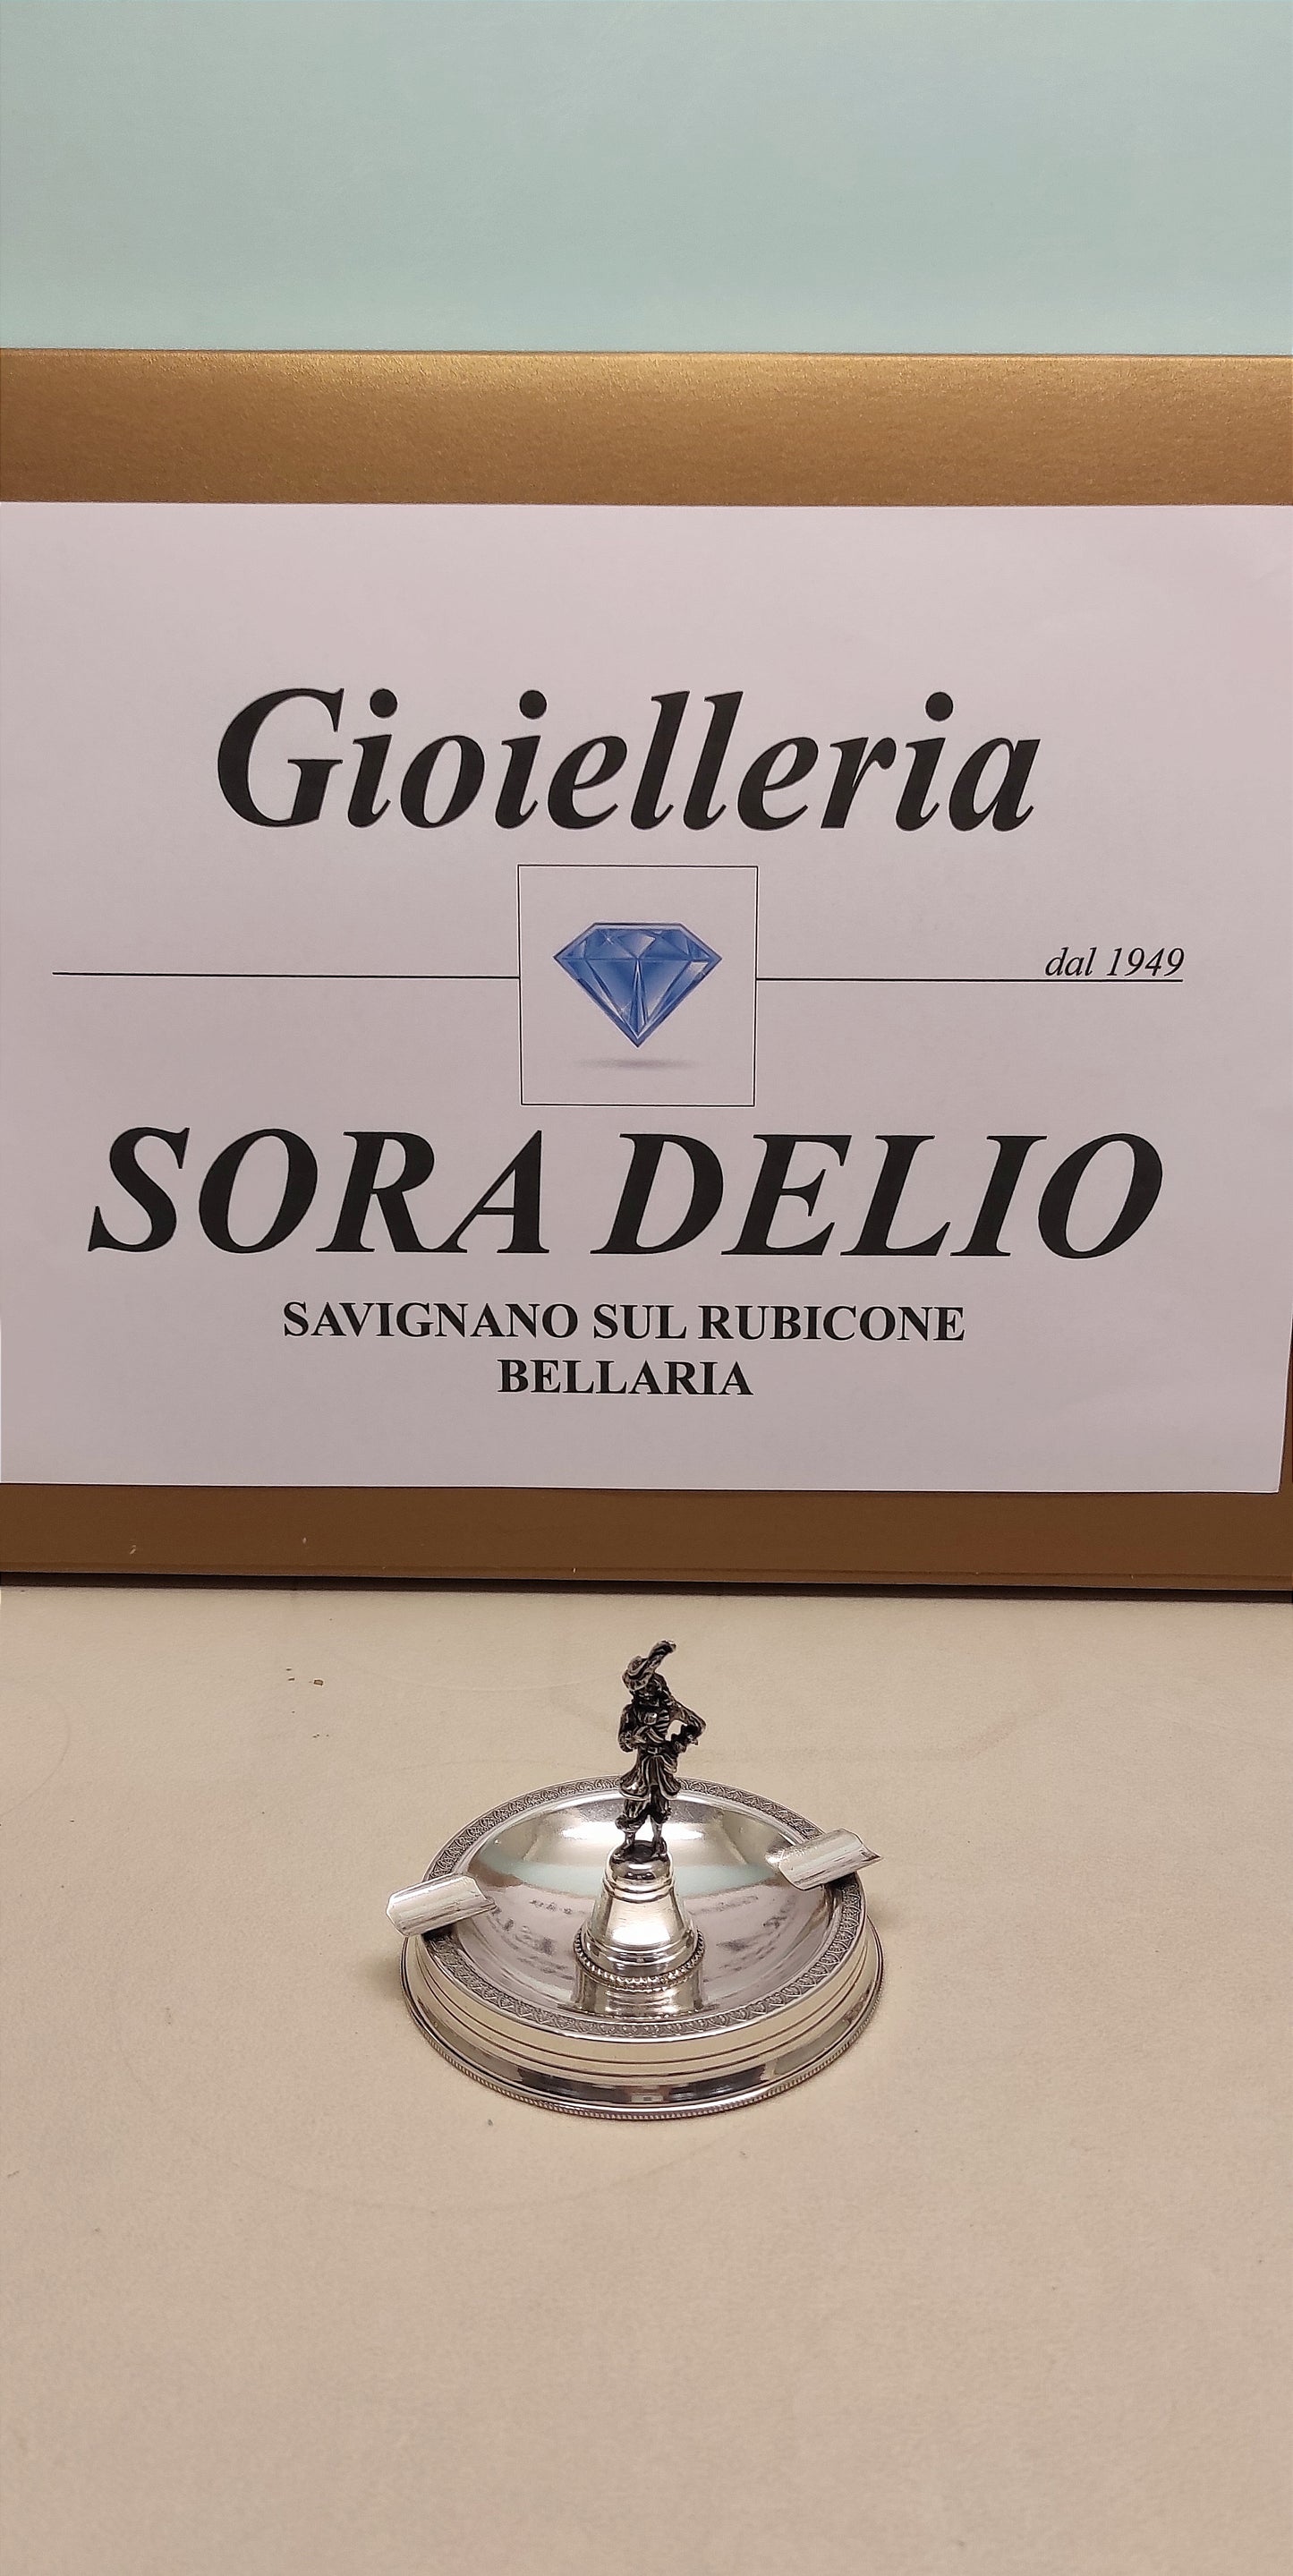 Gioielleria
dal 1949
SORA DELIO
SAVIGNANO SUL RUBICONE
BELLARIA